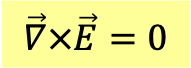 ∇⃗×E⃗ = 0